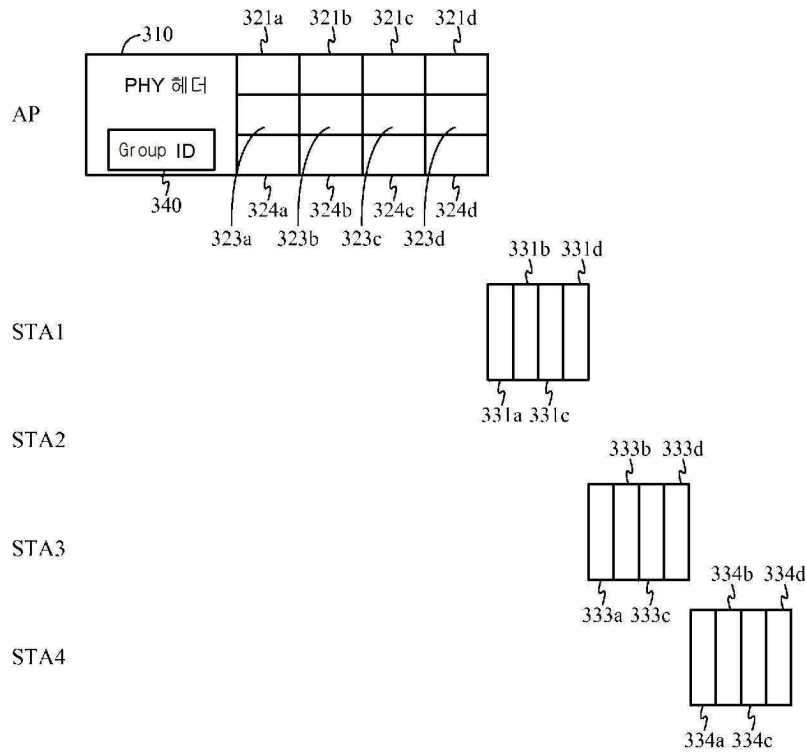 321a 321b 321c 321d
310
PHY 헤더
AP
Group ID
340
324a 324b 324c 324d
323a 323b 323c 323d
331b 331d
STA1
331a 331c
STA2
333b 333d
STA3
334b 334d
333a 333c
STA4
334a 334c